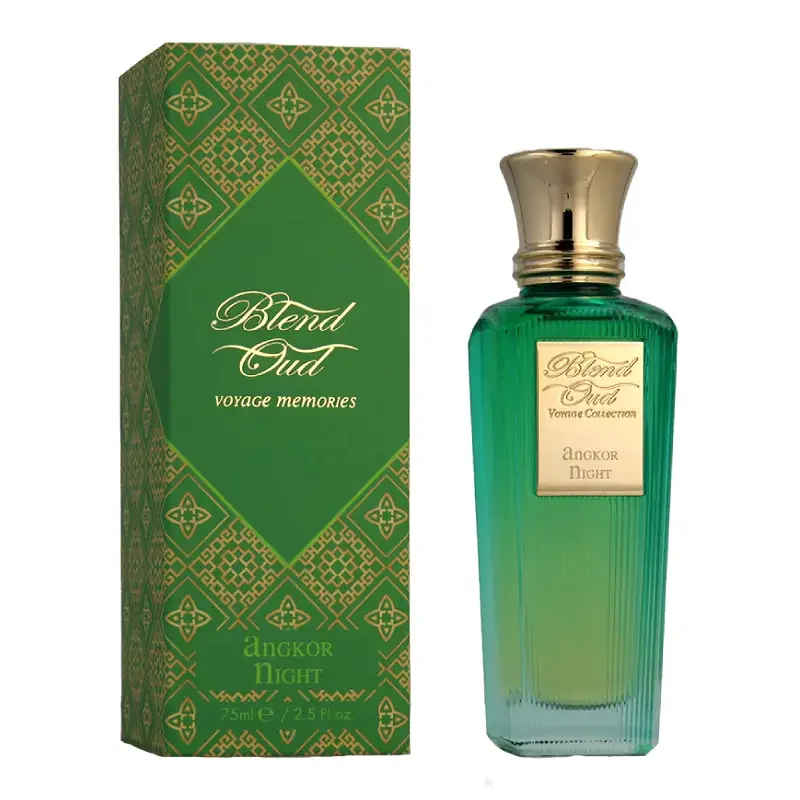 Blend
Oud
VOYAGE MEMORIES
angkor
night
75ml e / 2.5 fl.oz.
Blend
Oud
Voyage Collection
angkor
night